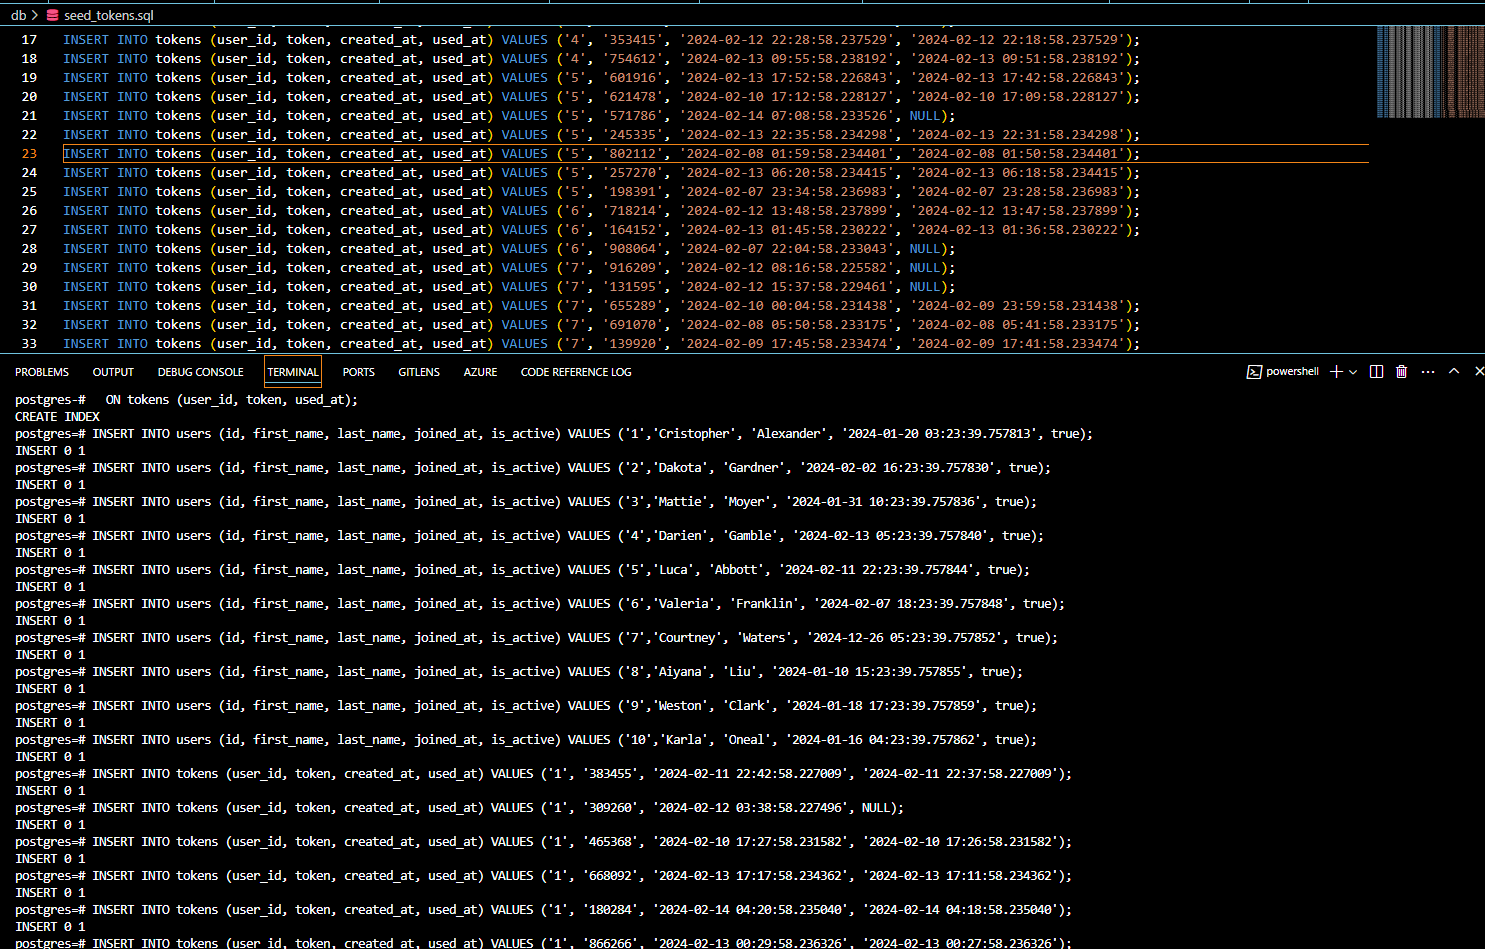 db > seed_tokens.sql
17 INSERT INTO tokens (user_id, token, created_at, used_at) VALUES ('4', '353415', '2024-02-12 22:28:58.237529', '2024-02-12 22:18:58.237529');
18 INSERT INTO tokens (user_id, token, created_at, used_at) VALUES ('4', '754612', '2024-02-13 09:55:58.238192', '2024-02-13 09:51:58.238192');
19 INSERT INTO tokens (user_id, token, created_at, used_at) VALUES ('5', '601916', '2024-02-13 17:52:58.226843', '2024-02-13 17:42:58.226843');
20 INSERT INTO tokens (user_id, token, created_at, used_at) VALUES ('5', '621478', '2024-02-10 17:12:58.228127', '2024-02-10 17:09:58.228127');
21 INSERT INTO tokens (user_id, token, created_at, used_at) VALUES ('5', '571786', '2024-02-14 07:08:58.233526', NULL);
22 INSERT INTO tokens (user_id, token, created_at, used_at) VALUES ('5', '245335', '2024-02-13 22:35:58.234298', '2024-02-13 22:31:58.234298');
23 INSERT INTO tokens (user_id, token, created_at, used_at) VALUES ('5', '802112', '2024-02-08 01:59:58.234401', '2024-02-08 01:50:58.234401');
24 INSERT INTO tokens (user_id, token, created_at, used_at) VALUES ('5', '257270', '2024-02-13 06:20:58.234415', '2024-02-13 06:18:58.234415');
25 INSERT INTO tokens (user_id, token, created_at, used_at) VALUES ('5', '198391', '2024-02-07 23:34:58.236983', '2024-02-07 23:28:58.236983');
26 INSERT INTO tokens (user_id, token, created_at, used_at) VALUES ('6', '718214', '2024-02-12 13:48:58.237899', '2024-02-12 13:47:58.237899');
27 INSERT INTO tokens (user_id, token, created_at, used_at) VALUES ('6', '164152', '2024-02-13 01:45:58.230222', '2024-02-13 01:36:58.230222');
28 INSERT INTO tokens (user_id, token, created_at, used_at) VALUES ('6', '908064', '2024-02-07 22:04:58.233043', NULL);
29 INSERT INTO tokens (user_id, token, created_at, used_at) VALUES ('7', '916209', '2024-02-12 08:16:58.225582', NULL);
30 INSERT INTO tokens (user_id, token, created_at, used_at) VALUES ('7', '131595', '2024-02-12 15:37:58.229461', NULL);
31 INSERT INTO tokens (user_id, token, created_at, used_at) VALUES ('7', '655289', '2024-02-10 00:04:58.231438', '2024-02-09 23:59:58.231438');
32 INSERT INTO tokens (user_id, token, created_at, used_at) VALUES ('7', '691070', '2024-02-08 05:50:58.233175', '2024-02-08 05:41:58.233175');
33 INSERT INTO tokens (user_id, token, created_at, used_at) VALUES ('7', '139920', '2024-02-09 17:45:58.233474', '2024-02-09 17:41:58.233474');
PROBLEMS OUTPUT DEBUG CONSOLE TERMINAL PORTS GITLENS AZURE CODE REFERENCE LOG powershell
postgres-#   ON tokens (user_id, token, used_at);
CREATE INDEX
postgres=# INSERT INTO users (id, first_name, last_name, joined_at, is_active) VALUES ('1','Cristopher', 'Alexander', '2024-01-20 03:23:39.757813', true);
INSERT 0 1
postgres=# INSERT INTO users (id, first_name, last_name, joined_at, is_active) VALUES ('2','Dakota', 'Gardner', '2024-02-02 16:23:39.757830', true);
INSERT 0 1
postgres=# INSERT INTO users (id, first_name, last_name, joined_at, is_active) VALUES ('3','Mattie', 'Moyer', '2024-01-31 10:23:39.757836', true);
INSERT 0 1
postgres=# INSERT INTO users (id, first_name, last_name, joined_at, is_active) VALUES ('4','Darien', 'Gamble', '2024-02-13 05:23:39.757840', true);
INSERT 0 1
postgres=# INSERT INTO users (id, first_name, last_name, joined_at, is_active) VALUES ('5','Luca', 'Abbott', '2024-02-11 22:23:39.757844', true);
INSERT 0 1
postgres=# INSERT INTO users (id, first_name, last_name, joined_at, is_active) VALUES ('6','Valeria', 'Franklin', '2024-02-07 18:23:39.757848', true);
INSERT 0 1
postgres=# INSERT INTO users (id, first_name, last_name, joined_at, is_active) VALUES ('7','Courtney', 'Waters', '2024-12-26 05:23:39.757852', true);
INSERT 0 1
postgres=# INSERT INTO users (id, first_name, last_name, joined_at, is_active) VALUES ('8','Aiyana', 'Liu', '2024-01-10 15:23:39.757855', true);
INSERT 0 1
postgres=# INSERT INTO users (id, first_name, last_name, joined_at, is_active) VALUES ('9','Weston', 'Clark', '2024-01-18 17:23:39.757859', true);
INSERT 0 1
postgres=# INSERT INTO users (id, first_name, last_name, joined_at, is_active) VALUES ('10','Karla', 'Oneal', '2024-01-16 04:23:39.757862', true);
INSERT 0 1
postgres=# INSERT INTO tokens (user_id, token, created_at, used_at) VALUES ('1', '383455', '2024-02-11 22:42:58.227009', '2024-02-11 22:37:58.227009');
INSERT 0 1
postgres=# INSERT INTO tokens (user_id, token, created_at, used_at) VALUES ('1', '309260', '2024-02-12 03:38:58.227496', NULL);
INSERT 0 1
postgres=# INSERT INTO tokens (user_id, token, created_at, used_at) VALUES ('1', '465368', '2024-02-10 17:27:58.231582', '2024-02-10 17:26:58.231582');
INSERT 0 1
postgres=# INSERT INTO tokens (user_id, token, created_at, used_at) VALUES ('1', '668092', '2024-02-13 17:17:58.234362', '2024-02-13 17:11:58.234362');
INSERT 0 1
postgres=# INSERT INTO tokens (user_id, token, created_at, used_at) VALUES ('1', '180284', '2024-02-14 04:20:58.235040', '2024-02-14 04:18:58.235040');
INSERT 0 1
postgres=# INSERT INTO tokens (user_id, token, created_at, used_at) VALUES ('1', '866266', '2024-02-13 00:29:58.236326', '2024-02-13 00:27:58.236326');